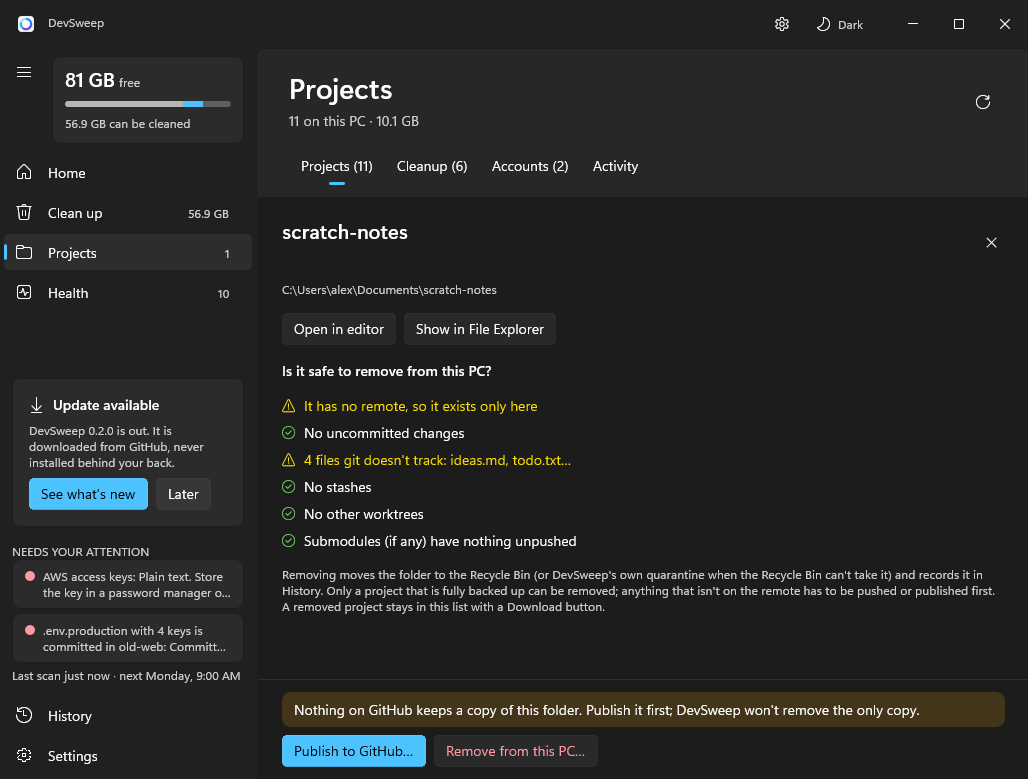 DevSweep
Dark
81 GB free
56.9 GB can be cleaned
Home
Clean up 56.9 GB
Projects 1
Health 10
Update available
DevSweep 0.2.0 is out. It is
downloaded from GitHub, never
installed behind your back.
See what's new
Later
NEEDS YOUR ATTENTION
AWS access keys: Plain text. Store
the key in a password manager o...
.env.production with 4 keys is
committed in old-web: Committ...
Last scan just now · next Monday, 9:00 AM
History
Settings
Projects
11 on this PC · 10.1 GB
Projects (11) Cleanup (6) Accounts (2) Activity
scratch-notes
C:\Users\alex\Documents\scratch-notes
Open in editor
Show in File Explorer
Is it safe to remove from this PC?
It has no remote, so it exists only here
No uncommitted changes
4 files git doesn't track: ideas.md, todo.txt...
No stashes
No other worktrees
Submodules (if any) have nothing unpushed
Removing moves the folder to the Recycle Bin (or DevSweep's own quarantine when the Recycle Bin can't take it) and records it in
History. Only a project that is fully backed up can be removed; anything that isn't on the remote has to be pushed or published first.
A removed project stays in this list with a Download button.
Nothing on GitHub keeps a copy of this folder. Publish it first; DevSweep won't remove the only copy.
Publish to GitHub...
Remove from this PC...